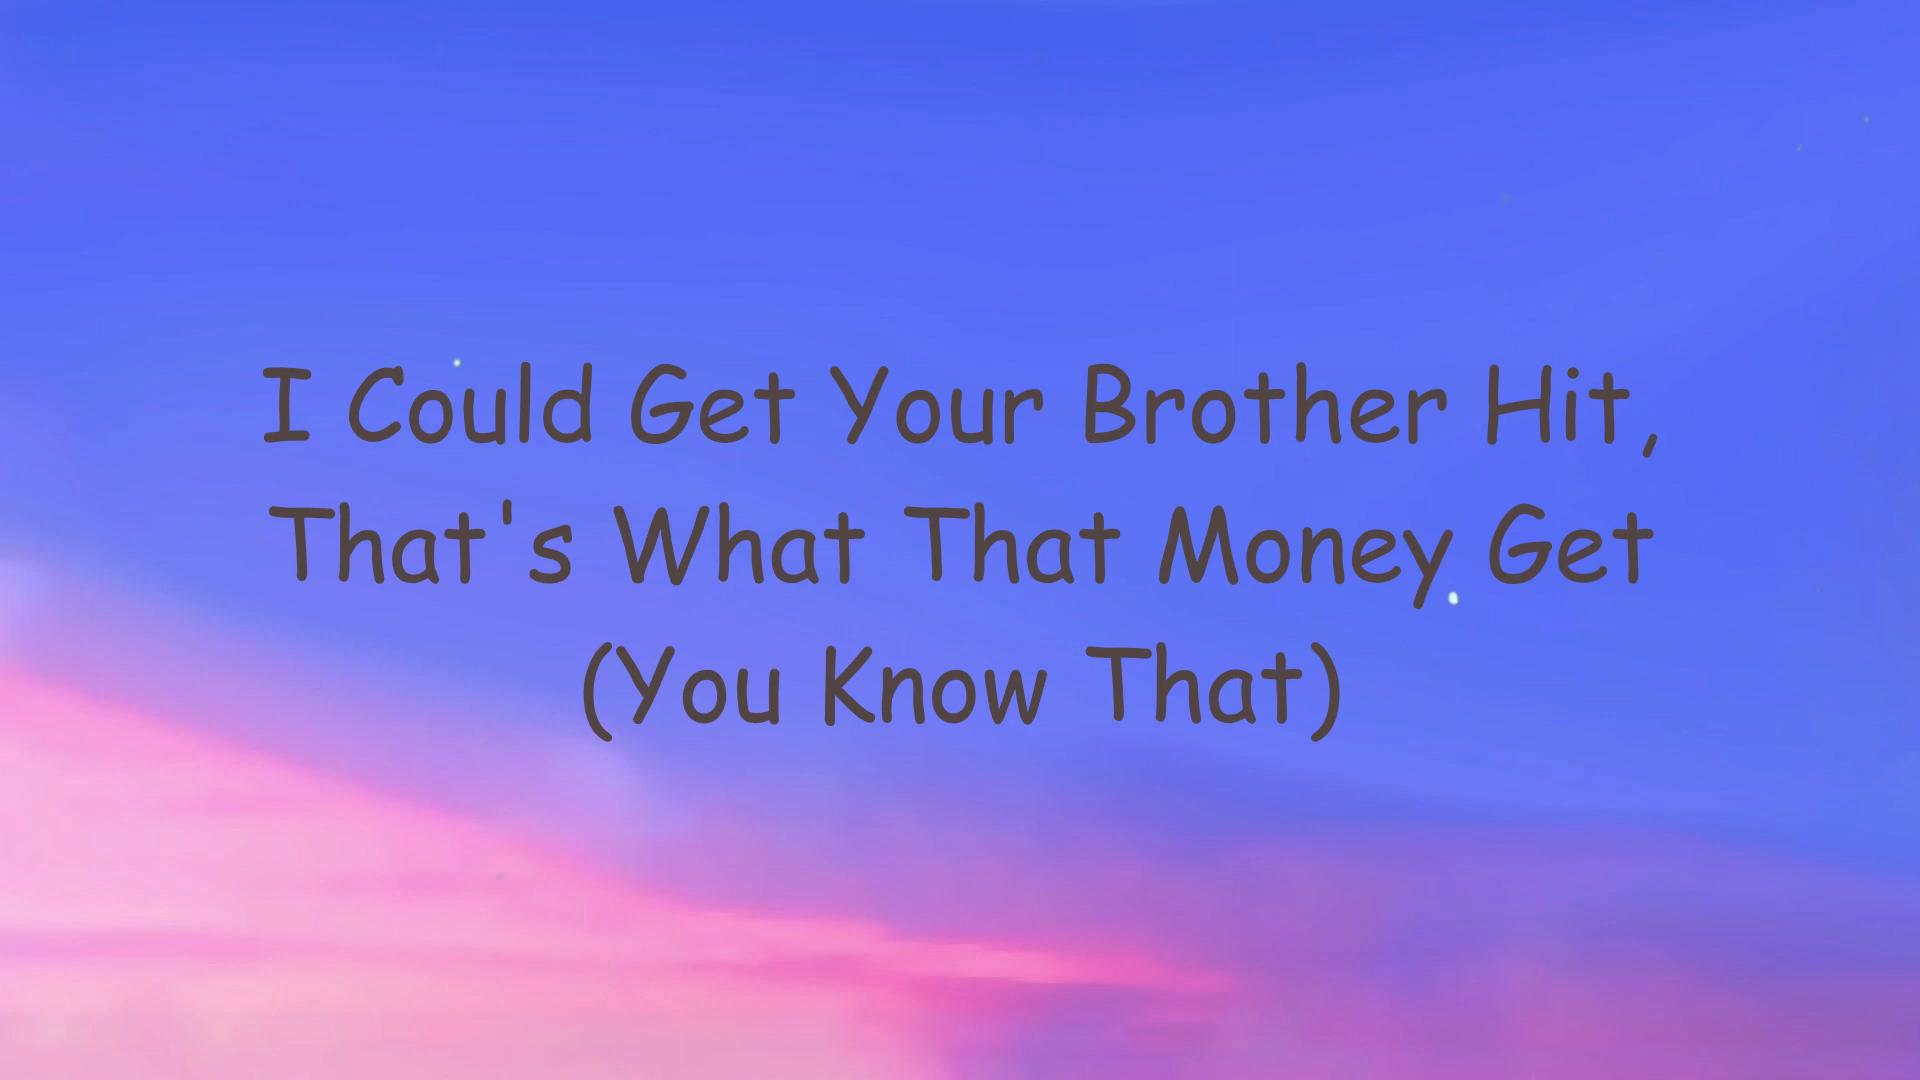 I Could Get Your Brother Hit,
That's What That Money Get
(You Know That)